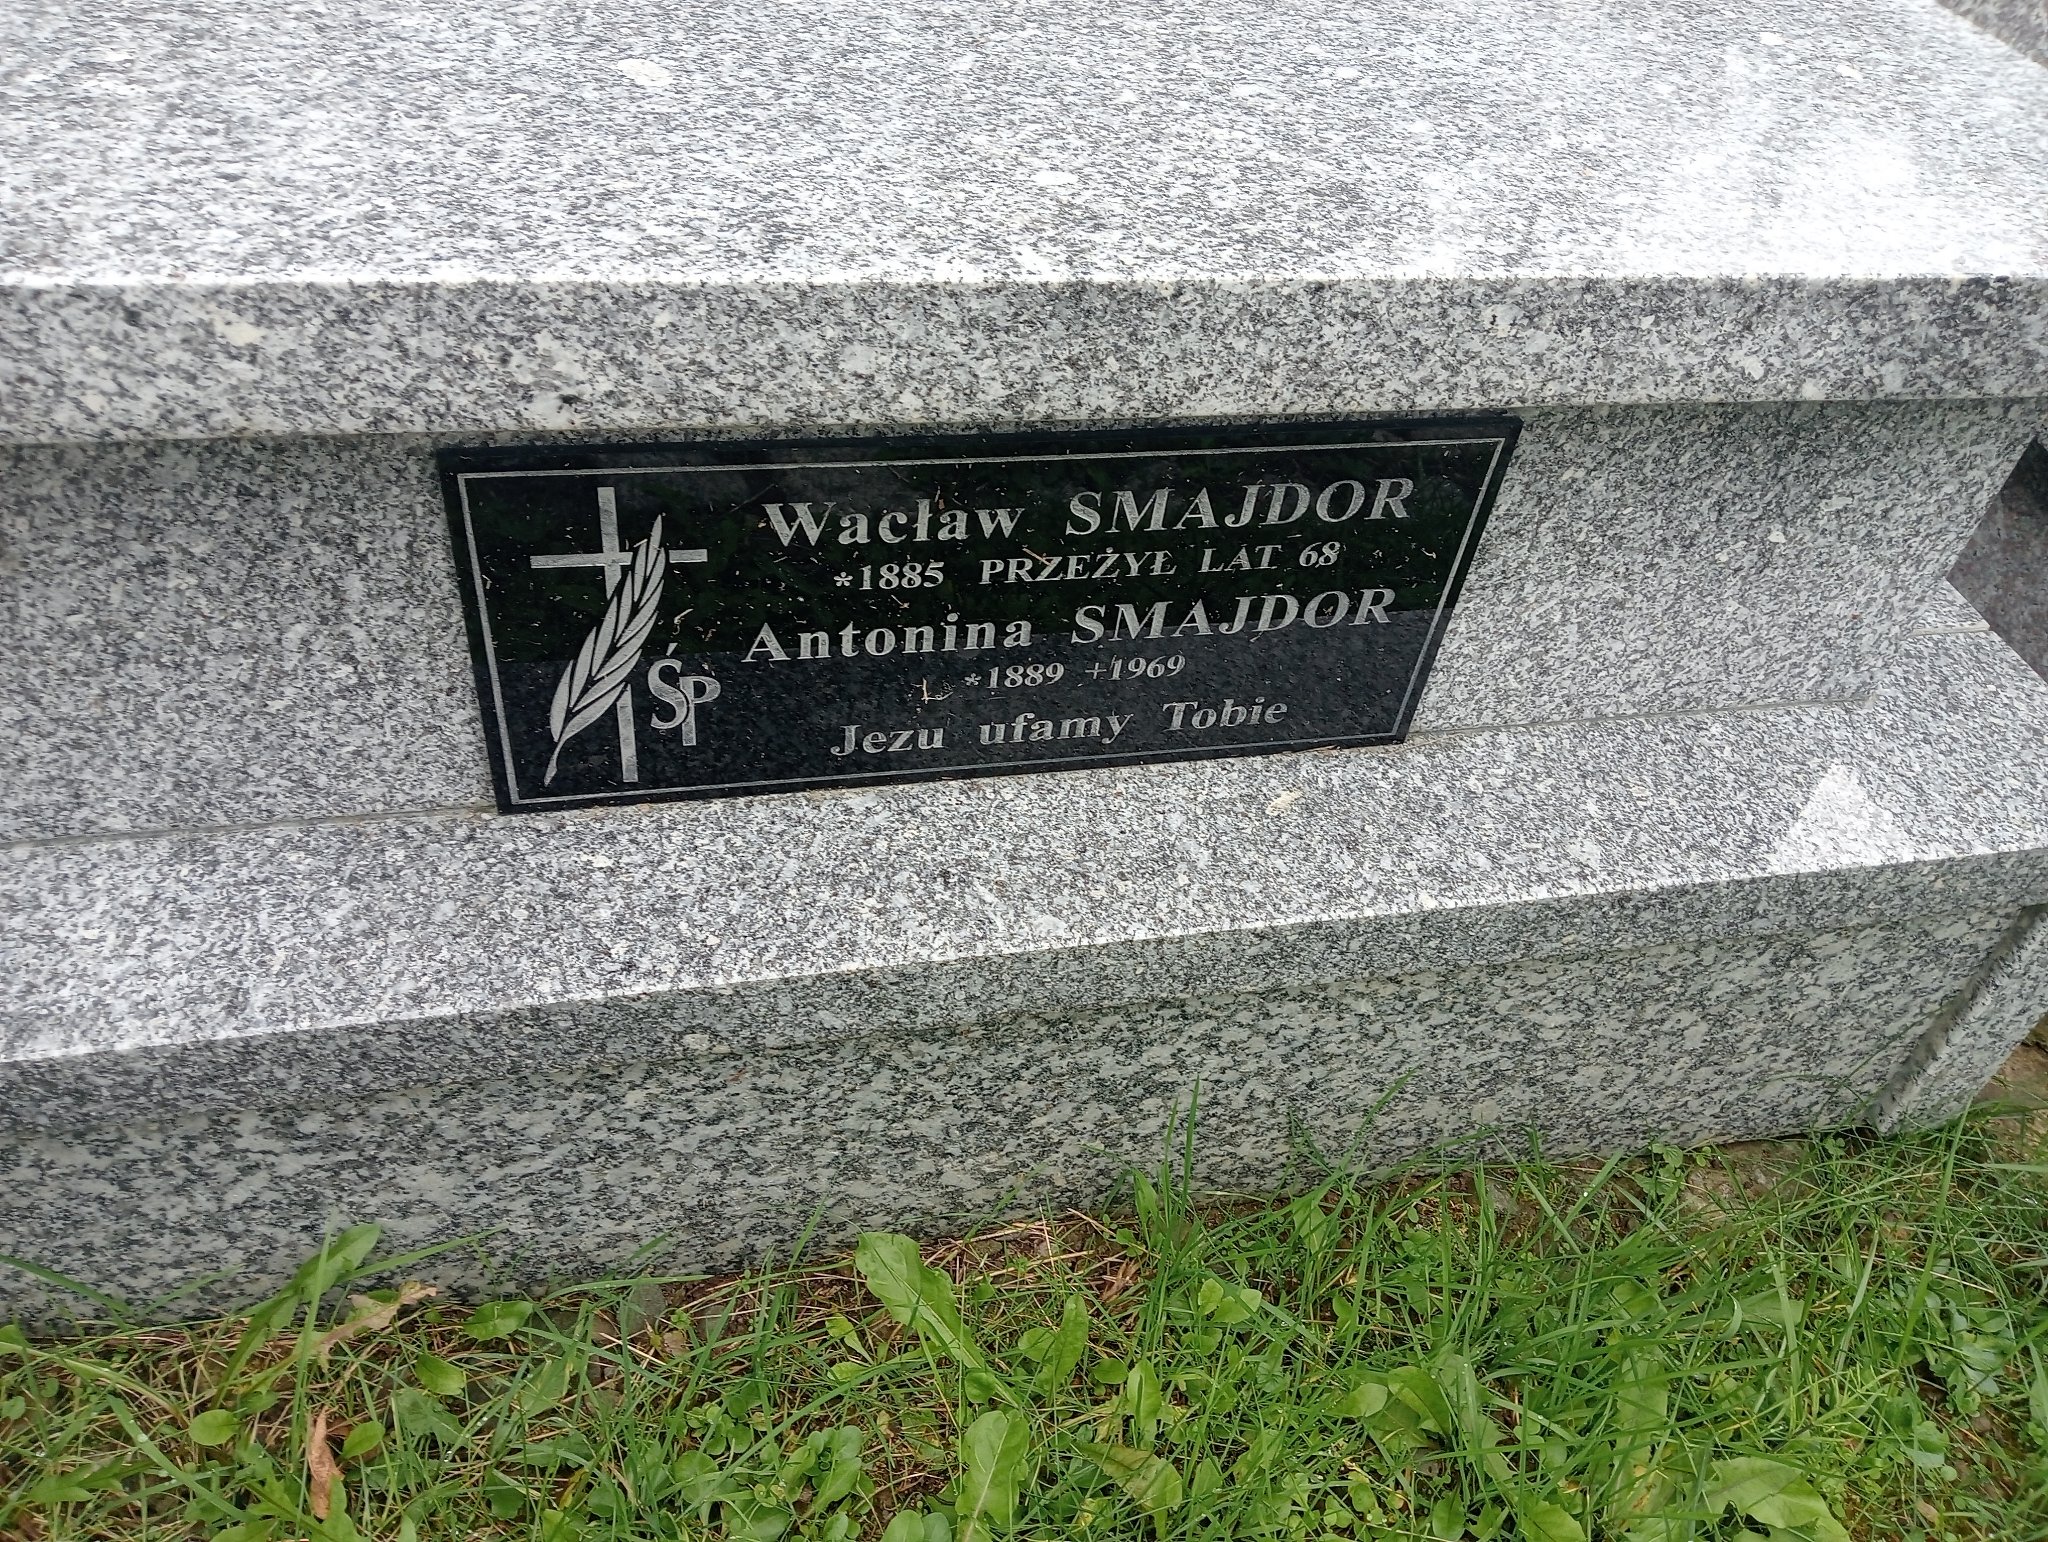 ŚP
Wacław SMAJDOR
*1885 PRZEŻYŁ LAT 68
Antonina SMAJDOR
*1889 +1969
Jezu ufamy Tobie